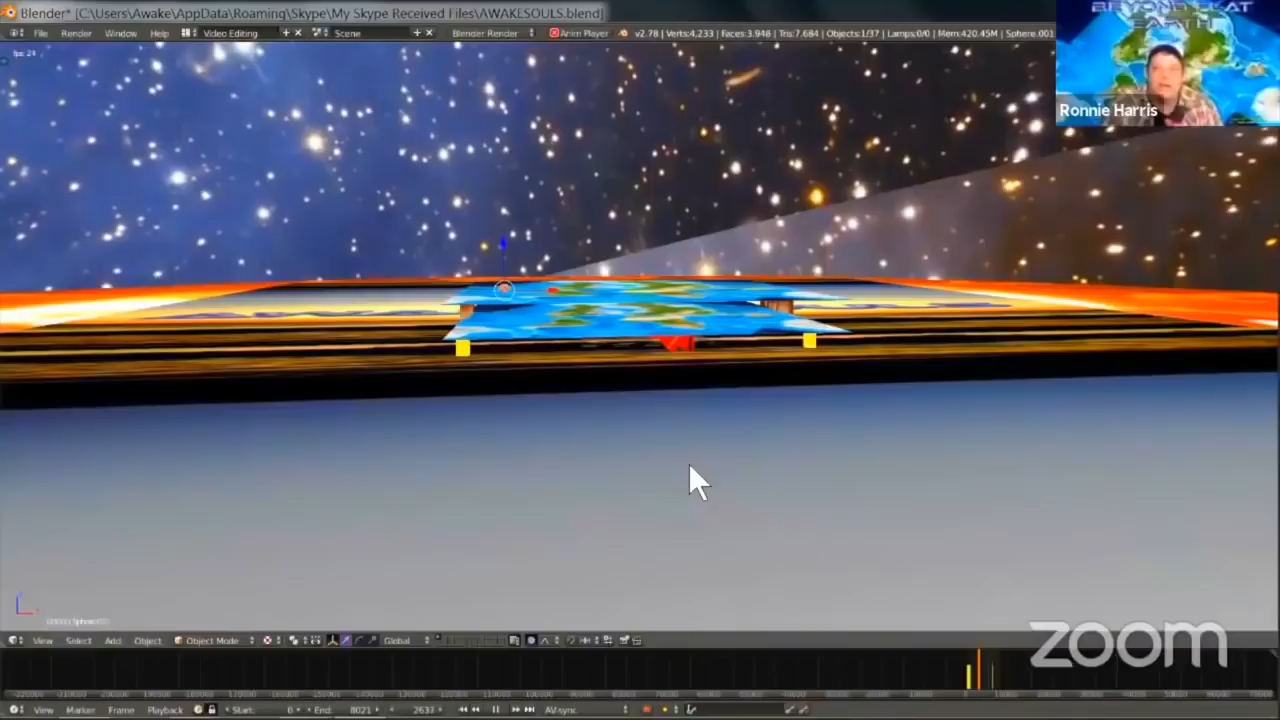 Blender* [C:\Users\Awake\AppData\Roaming\Skype\My Skype Received Files\AWAKESOULS.blend]
File Render Window Help Video Editing Scene Blender Render Anim Player v2.78 | Verts:4,233 | Faces:3,948 | Tris:7,684 | Objects:1/37 | Lamps:0/0 | Mem:420.45M | Sphere.001
fps: 24
BEYOND FLAT
EARTH
Ronnie Harris
View Select Add Object Object Mode Global
zoom
View Marker Frame Playback Start: 0 End: 8021 2633 AV-sync